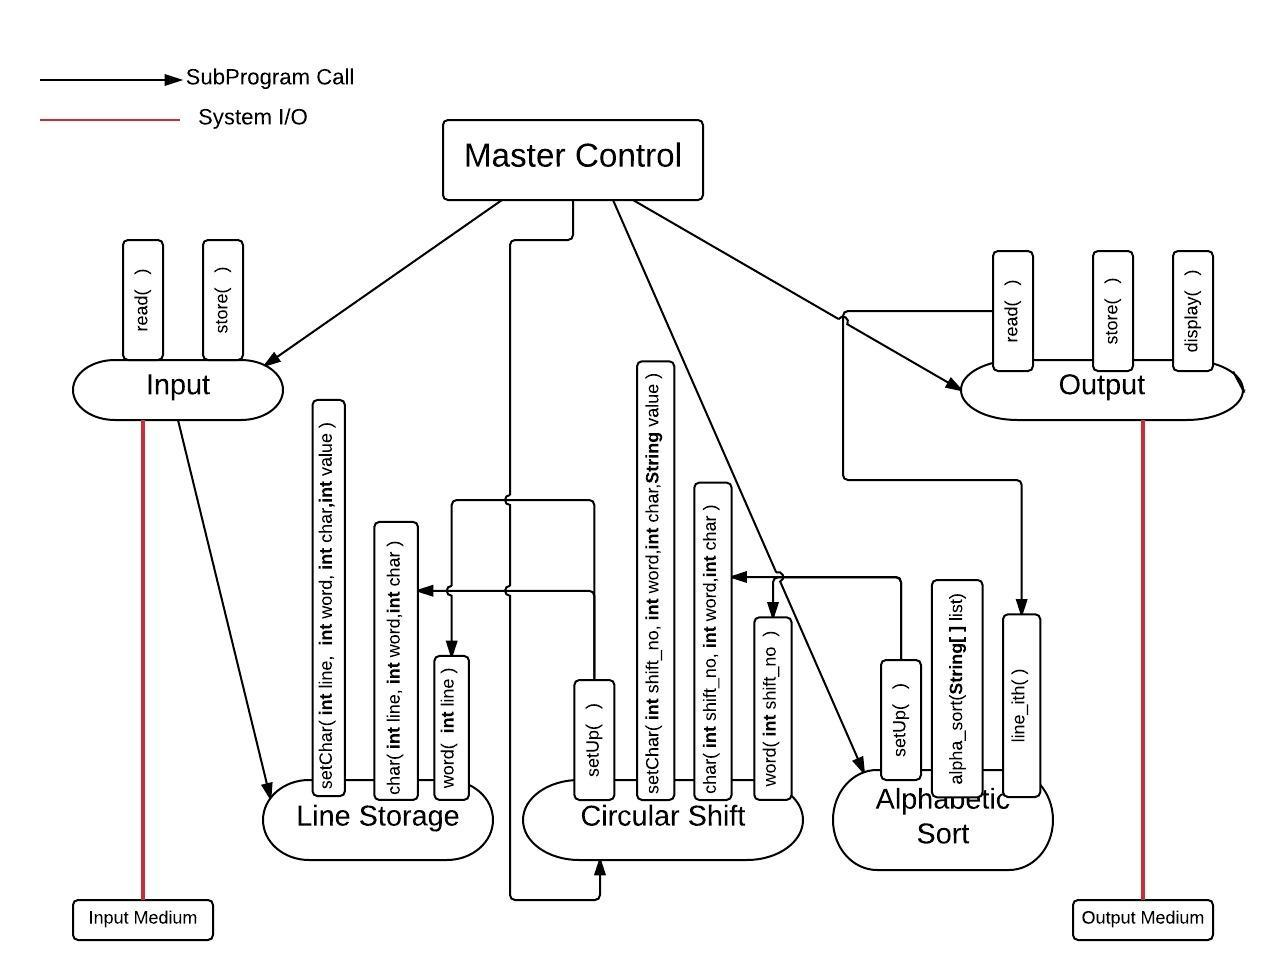 SubProgram Call
System I/O
Master Control
read(   )
store(   )
Input
read(   )
store(   )
display(   )
Output
setChar( int line,  int word, int char,int value )
char( int line, int word,int char )
word(  int line )
Line Storage
setUp(   )
setChar( int shift_no, int word,int char,String value )
char( int shift_no, int word,int char )
word( int shift_no  )
Circular Shift
setUp(   )
alpha_sort(String[ ] list)
line_ith( )
Alphabetic
Sort
Input Medium
Output Medium